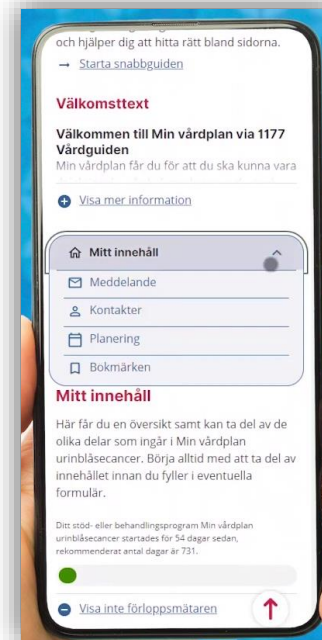 och hjälper dig att hitta rätt bland sidorna.
→ Starta snabbguiden
Välkomsttext
Välkommen till Min vårdplan via 1177
Vårdguiden
Min vårdplan får du för att du ska kunna vara
Visa mer information
Mitt innehåll
Meddelande
Kontakter
Planering
Bokmärken
Mitt innehåll
Här får du en översikt samt kan ta del av de
olika delar som ingår i Min vårdplan
urinblåsecancer. Börja alltid med att ta del av
innehållet innan du fyller i eventuella
formulär.
Ditt stöd- eller behandlingsprogram Min vårdplan
urinblåsecancer startades för 54 dagar sedan,
rekommenderat antal dagar är 731.
Visa inte förloppsmätaren